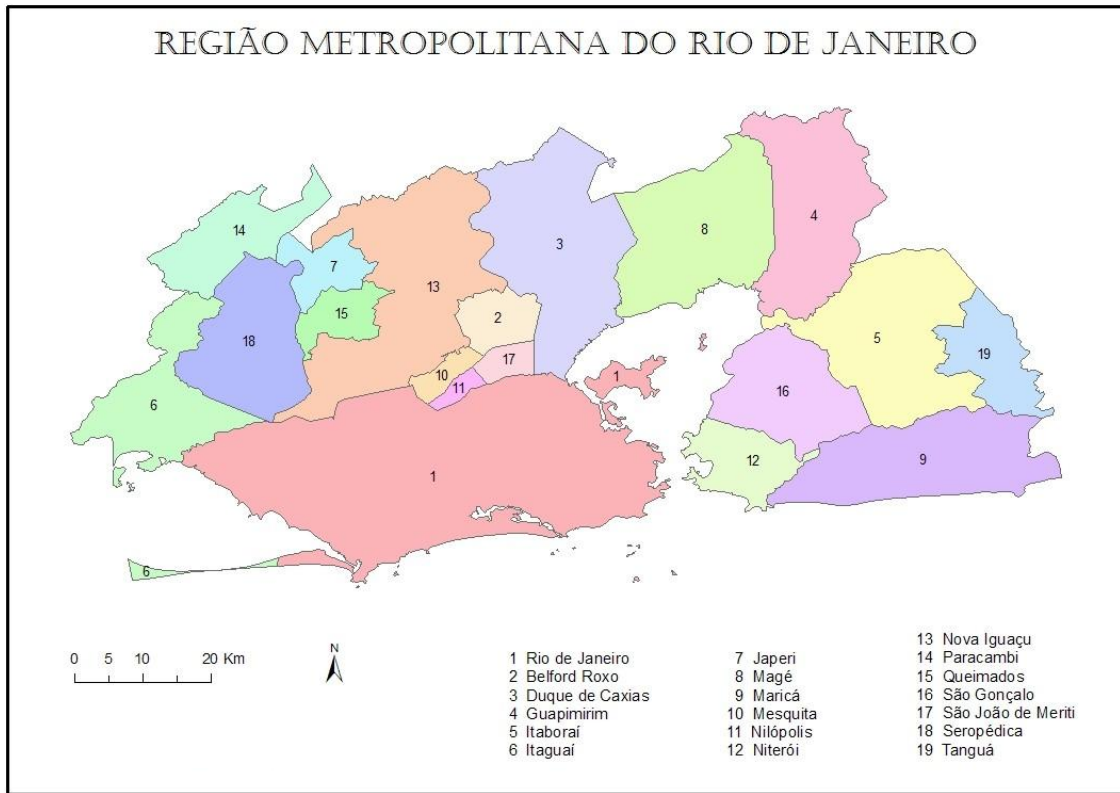 REGIÃO METROPOLITANA DO RIO DE JANEIRO
14
7
13
15
18
6
3
8
4
2
17
10
11
1
5
19
16
12
9
1
6
0 5 10 20 Km
N
1 Rio de Janeiro
2 Belford Roxo
3 Duque de Caxias
4 Guapimirim
5 Itaboraí
6 Itaguaí
7 Japeri
8 Magé
9 Maricá
10 Mesquita
11 Nilópolis
12 Niterói
13 Nova Iguaçu
14 Paracambi
15 Queimados
16 São Gonçalo
17 São João de Meriti
18 Seropédica
19 Tanguá